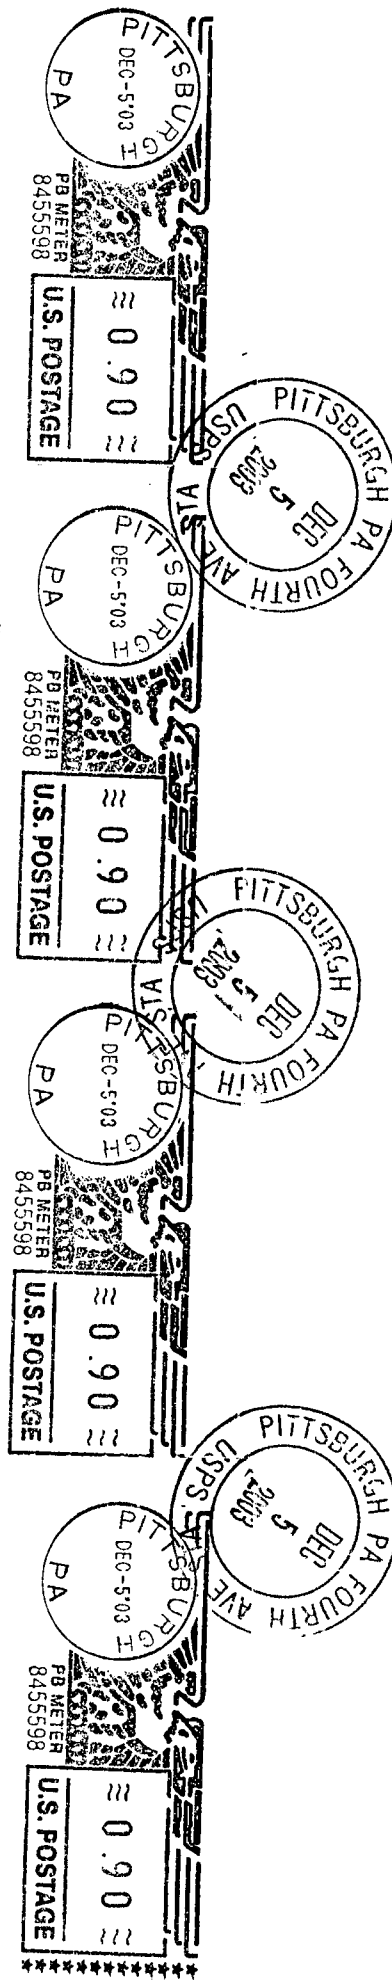 PITTSBURGH
DEC-5'03
PA
PB METER
8455598
0.90
U.S. POSTAGE
PITTSBURGH PA FOURTH AVE STA USPS
DEC
5
2003
PITTSBURGH
DEC-5'03
PA
PB METER
8455598
0.90
U.S. POSTAGE
PITTSBURGH PA FOURTH STA
DEC
5
2003
PITTSBURGH
DEC-5'03
PA
PB METER
8455598
0.90
U.S. POSTAGE
PITTSBURGH PA FOURTH AVE USPS
DEC
5
2003
PITTSBURGH
DEC-5'03
PA
PB METER
8455598
0.90
U.S. POSTAGE